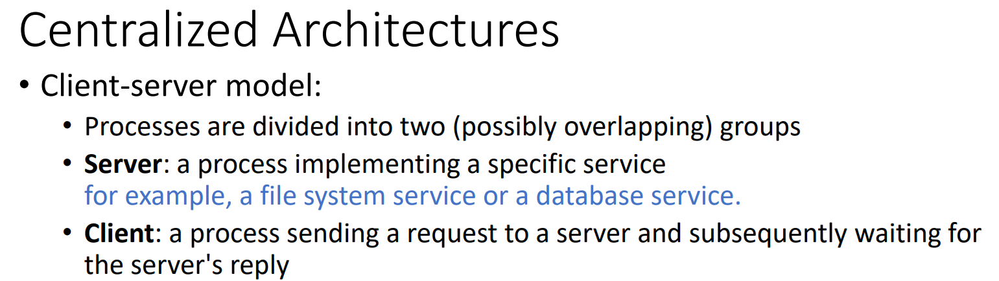 Centralized Architectures
• Client-server model:
• Processes are divided into two (possibly overlapping) groups
• Server: a process implementing a specific service
for example, a file system service or a database service.
• Client: a process sending a request to a server and subsequently waiting for
the server's reply